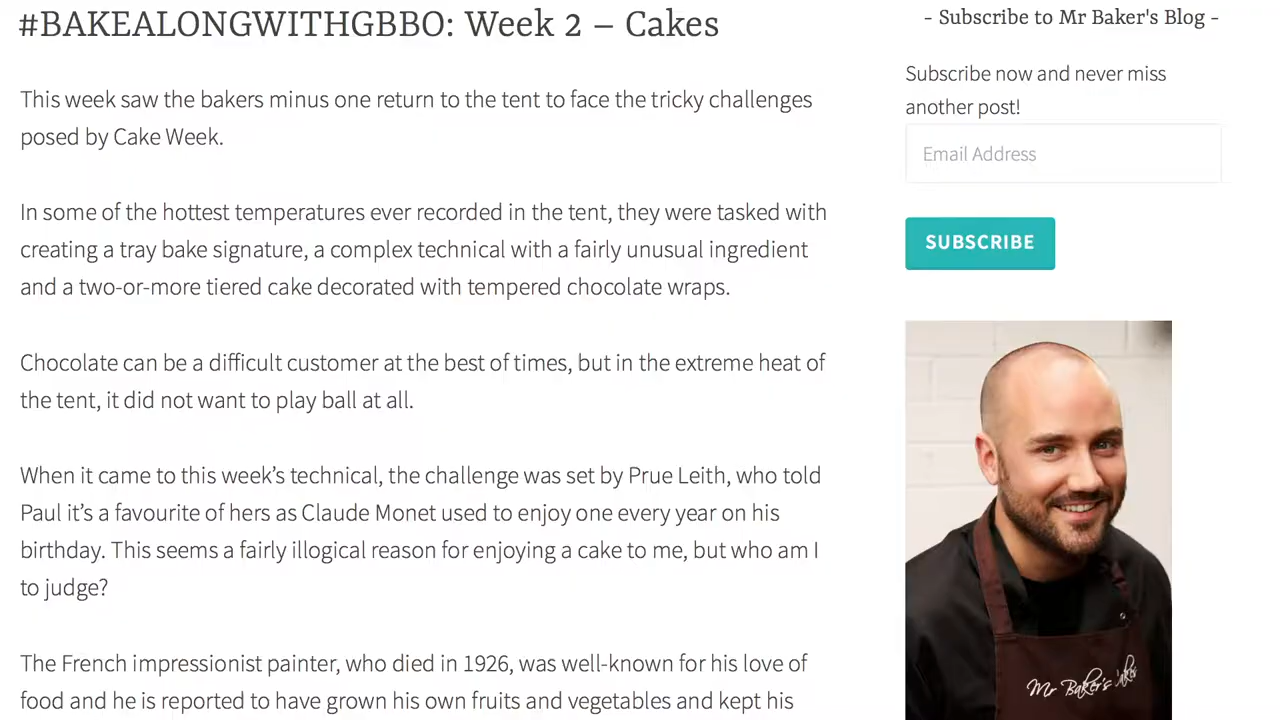 #BAKEALONGWITHGBBO: Week 2 – Cakes
This week saw the bakers minus one return to the tent to face the tricky challenges
posed by Cake Week.
In some of the hottest temperatures ever recorded in the tent, they were tasked with
creating a tray bake signature, a complex technical with a fairly unusual ingredient
and a two-or-more tiered cake decorated with tempered chocolate wraps.
Chocolate can be a difficult customer at the best of times, but in the extreme heat of
the tent, it did not want to play ball at all.
When it came to this week’s technical, the challenge was set by Prue Leith, who told
Paul it’s a favourite of hers as Claude Monet used to enjoy one every year on his
birthday. This seems a fairly illogical reason for enjoying a cake to me, but who am I
to judge?
The French impressionist painter, who died in 1926, was well-known for his love of
food and he is reported to have grown his own fruits and vegetables and kept his
- Subscribe to Mr Baker's Blog -
Subscribe now and never miss
another post!
Email Address
SUBSCRIBE
Mr Baker's Cakes